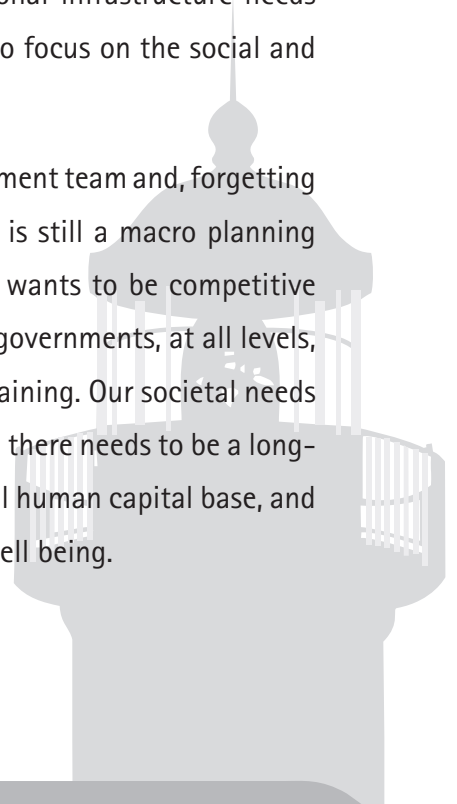 infrastructure needs
o focus on the social and
ment team and, forgetting
is still a macro planning
wants to be competitive
governments, at all levels,
aining. Our societal needs
there needs to be a long-
l human capital base, and
ell being.